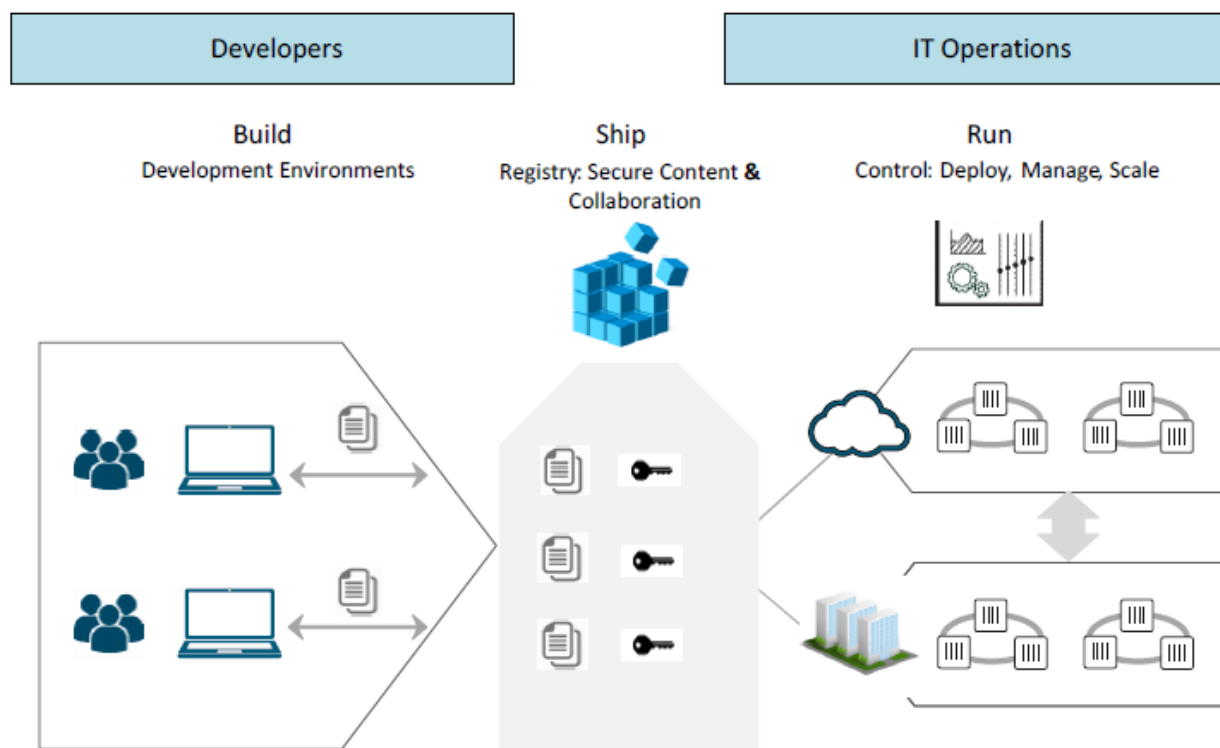 Developers
IT Operations
Build
Development Environments
Ship
Registry: Secure Content &
Collaboration
Run
Control: Deploy, Manage, Scale